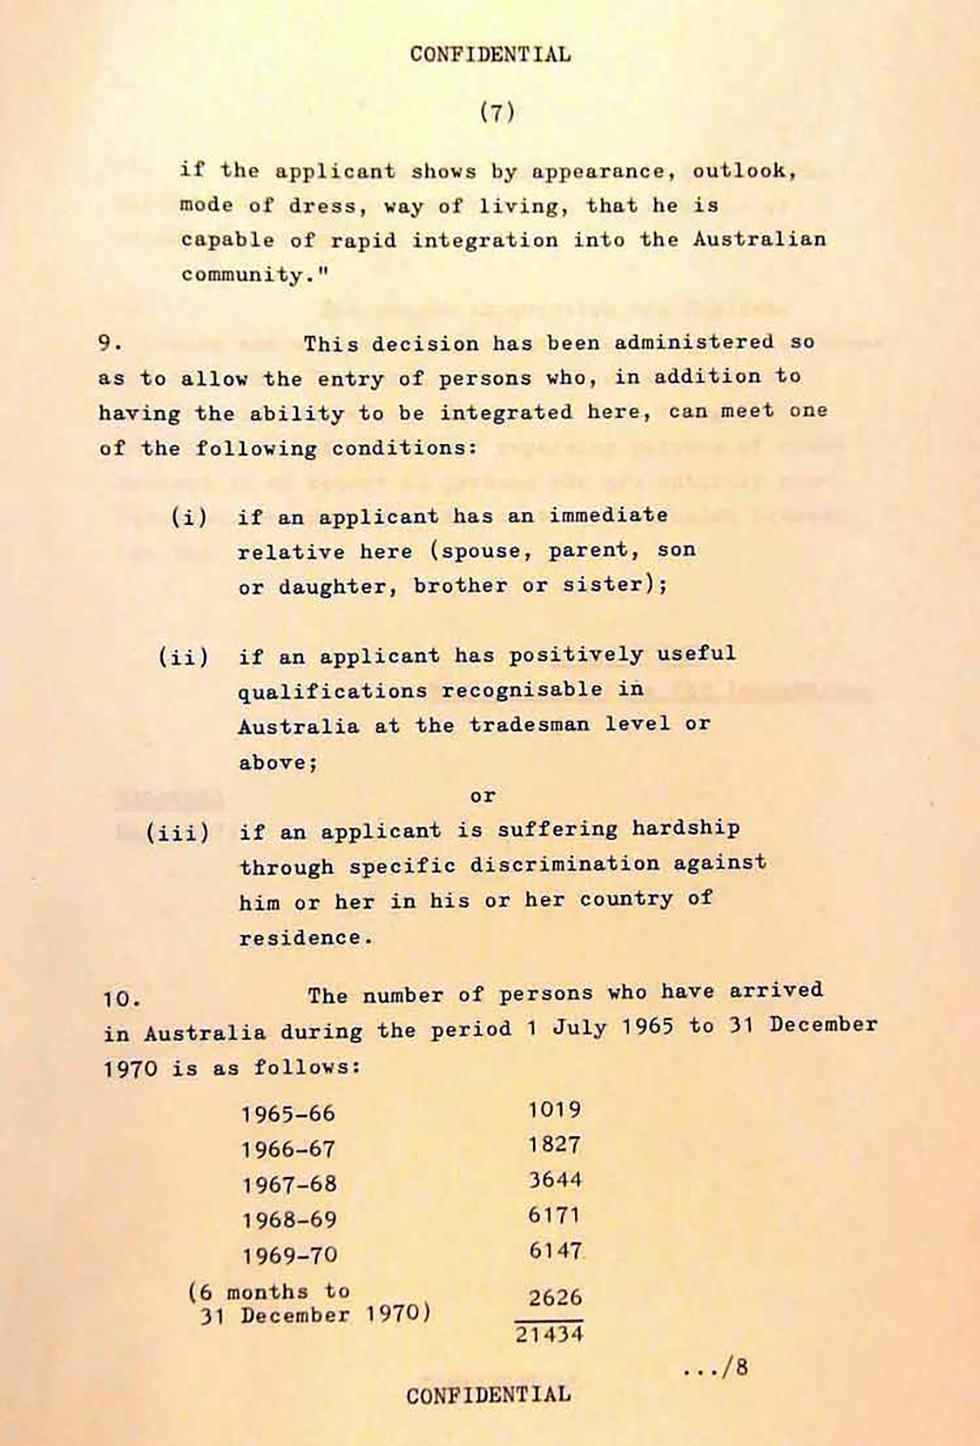 CONFIDENTIAL
(7)
if the applicant shows by appearance, outlook,
mode of dress, way of living, that he is
capable of rapid integration into the Australian
community."
9. This decision has been administered so
as to allow the entry of persons who, in addition to
having the ability to be integrated here, can meet one
of the following conditions:
(i) if an applicant has an immediate
relative here (spouse, parent, son
or daughter, brother or sister);
(ii) if an applicant has positively useful
qualifications recognisable in
Australia at the tradesman level or
above;
or
(iii) if an applicant is suffering hardship
through specific discrimination against
him or her in his or her country of
residence.
10. The number of persons who have arrived
in Australia during the period 1 July 1965 to 31 December
1970 is as follows:
1965-66 1019
1966-67 1827
1967-68 3644
1968-69 6171
1969-70 6147
(6 months to
31 December 1970) 2626
21434
.../8
CONFIDENTIAL